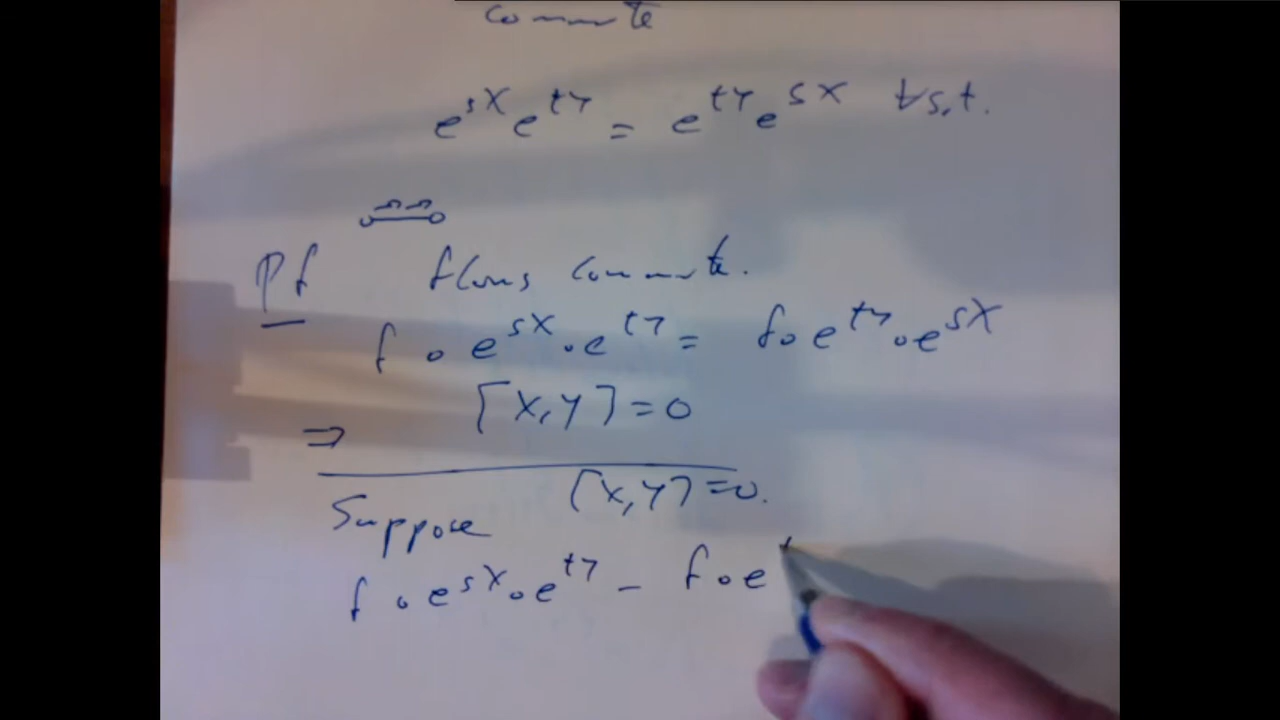 commute
e^{sX} e^{tY} = e^{tY} e^{sX} ∀s,t.
Pf flows commute.
f ∘ e^{sX} ∘ e^{tY} = f ∘ e^{tY} ∘ e^{sX}
⇒ [X,Y] = 0
Suppose [X,Y] = 0.
f ∘ e^{sX} ∘ e^{tY} - f ∘ e^{t